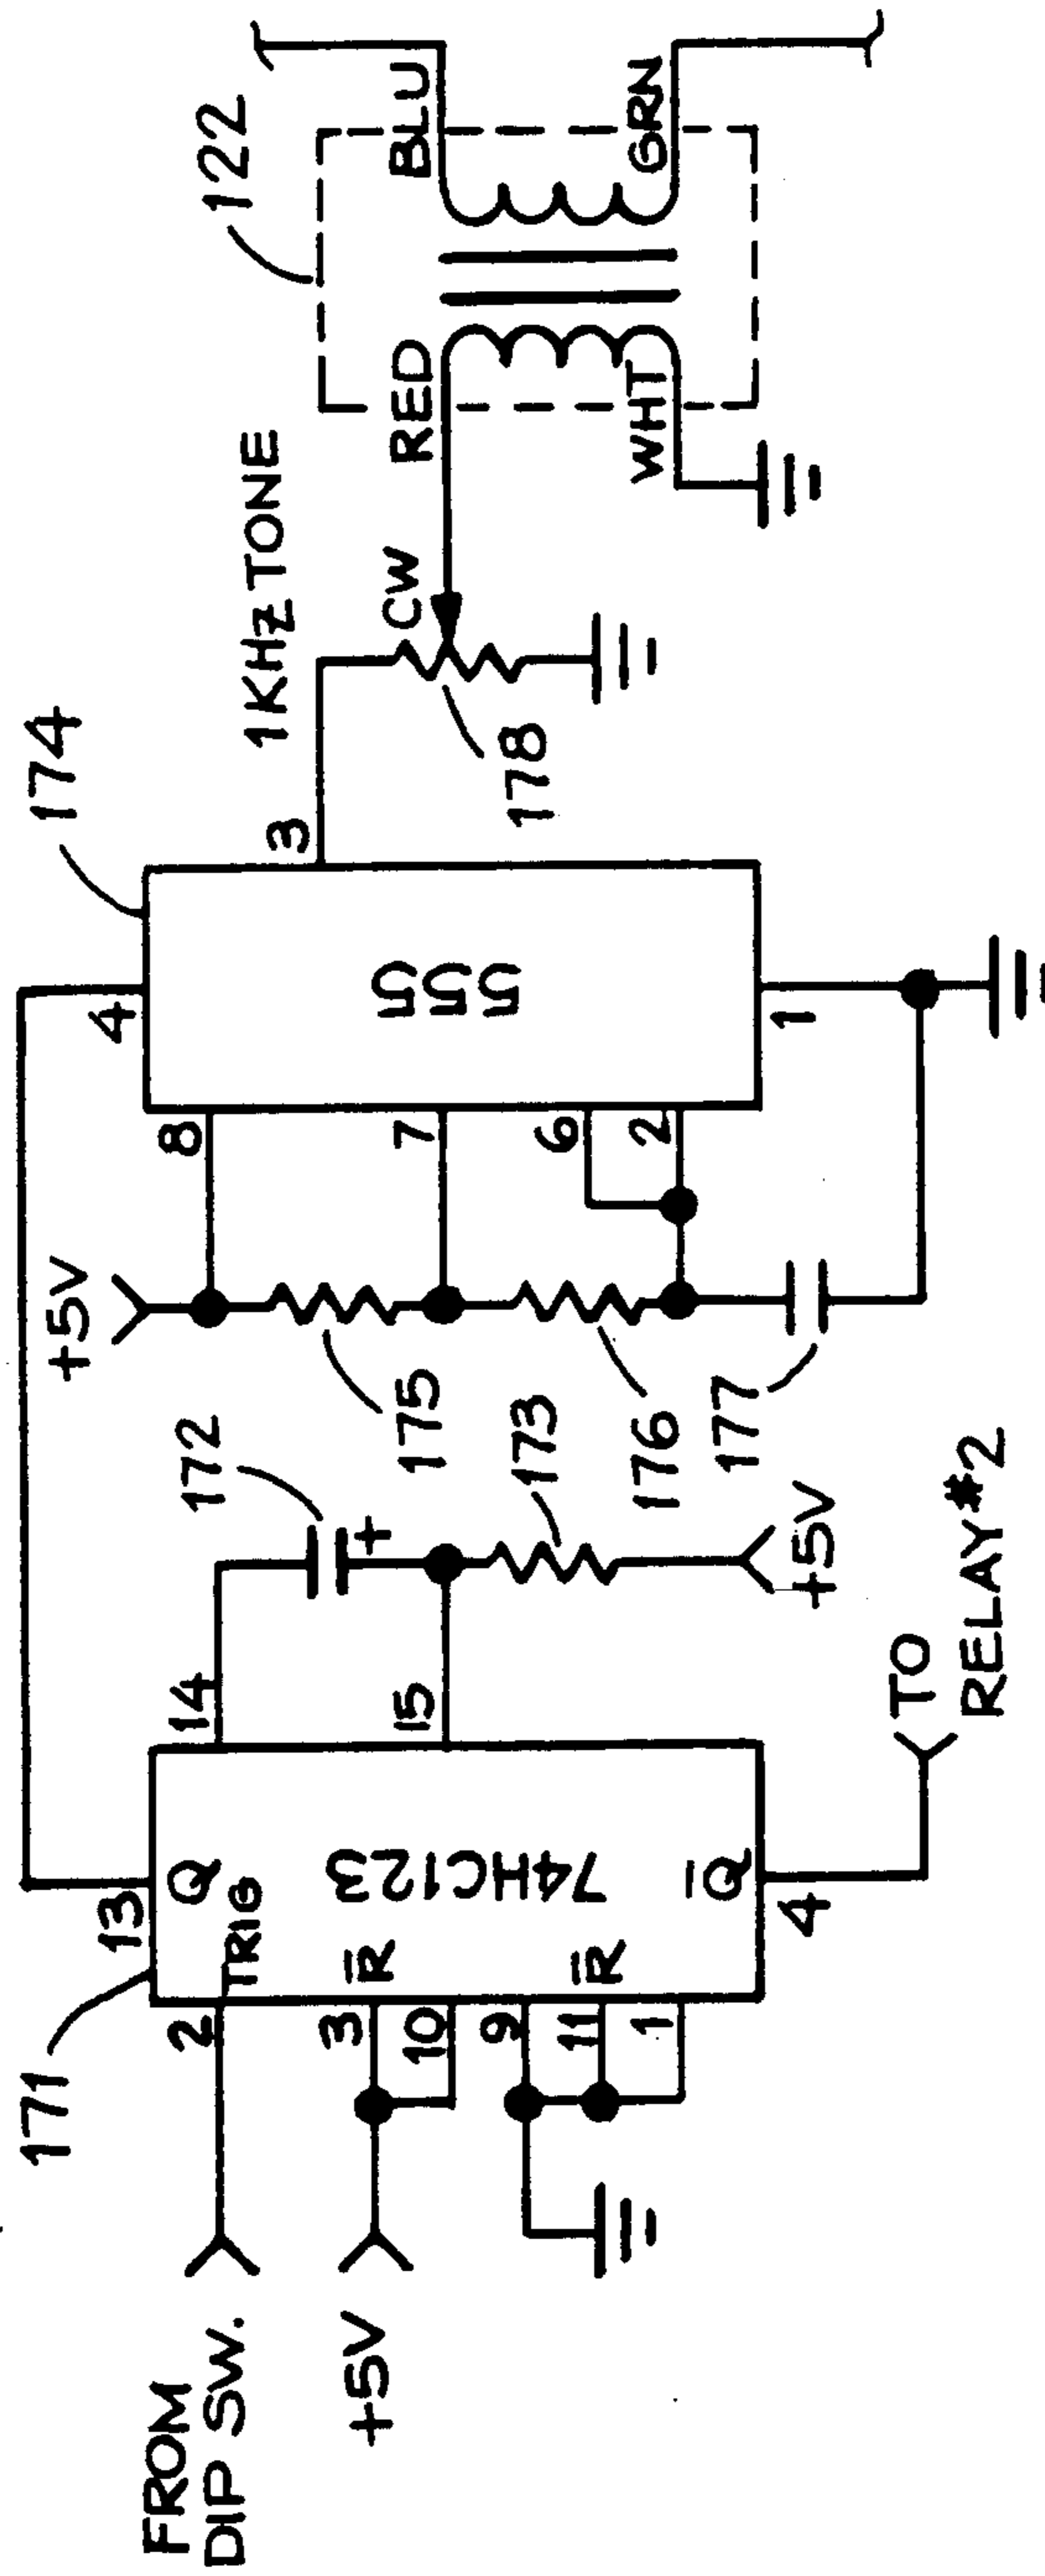 FROM
DIP SW.
+5V
171
2
TRIG
3
R̅
10
9
11
R̅
1
13
Q
74HC123
Q̅
4
TO
RELAY #2
14
15
172
+
173
+5V
+5V
175
176
177
8
7
6
2
4
174
555
1
3
1KHZ TONE
CW
178
RED
WHT
122
BLU
GRN